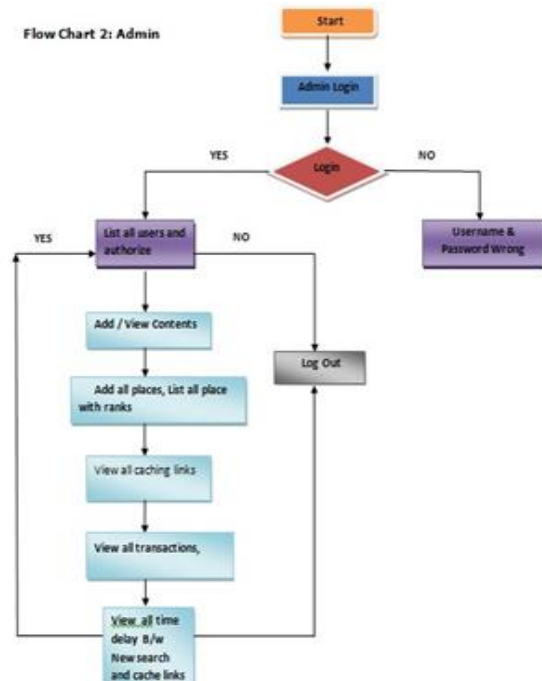 Flow Chart 2: Admin
Start
Admin Login
Login
YES
NO
List all users and
authorize
YES
NO
Username &
Password Wrong
Add / View Contents
Log Out
Add all places, List all place
with ranks
View all caching links
View all transactions,
View all time
delay B/w
New search
and cache links